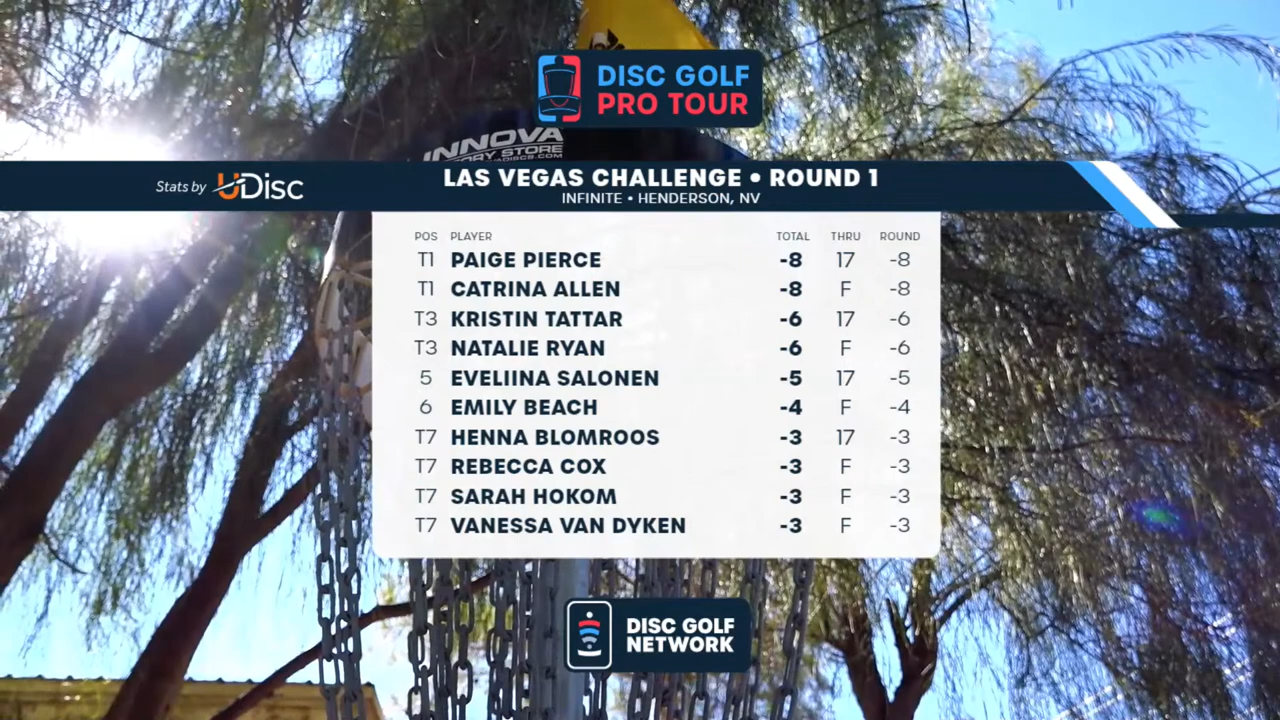 DISC GOLF
PRO TOUR
INNOVA
ORY STORE
Stats by UDisc
LAS VEGAS CHALLENGE • ROUND 1
INFINITE • HENDERSON, NV
POS PLAYER TOTAL THRU ROUND
T1 PAIGE PIERCE -8 17 -8
T1 CATRINA ALLEN -8 F -8
T3 KRISTIN TATTAR -6 17 -6
T3 NATALIE RYAN -6 F -6
5 EVELIINA SALONEN -5 17 -5
6 EMILY BEACH -4 F -4
T7 HENNA BLOMROOS -3 17 -3
T7 REBECCA COX -3 F -3
T7 SARAH HOKOM -3 F -3
T7 VANESSA VAN DYKEN -3 F -3
DISC GOLF
NETWORK